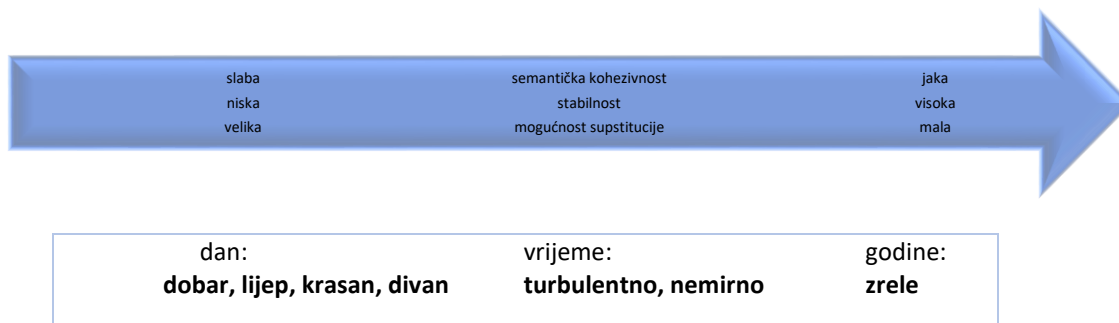 slaba semantička kohezivnost jaka
niska stabilnost visoka
velika mogućnost supstitucije mala
dan: vrijeme: godine:
dobar, lijep, krasan, divan turbulentno, nemirno zrele